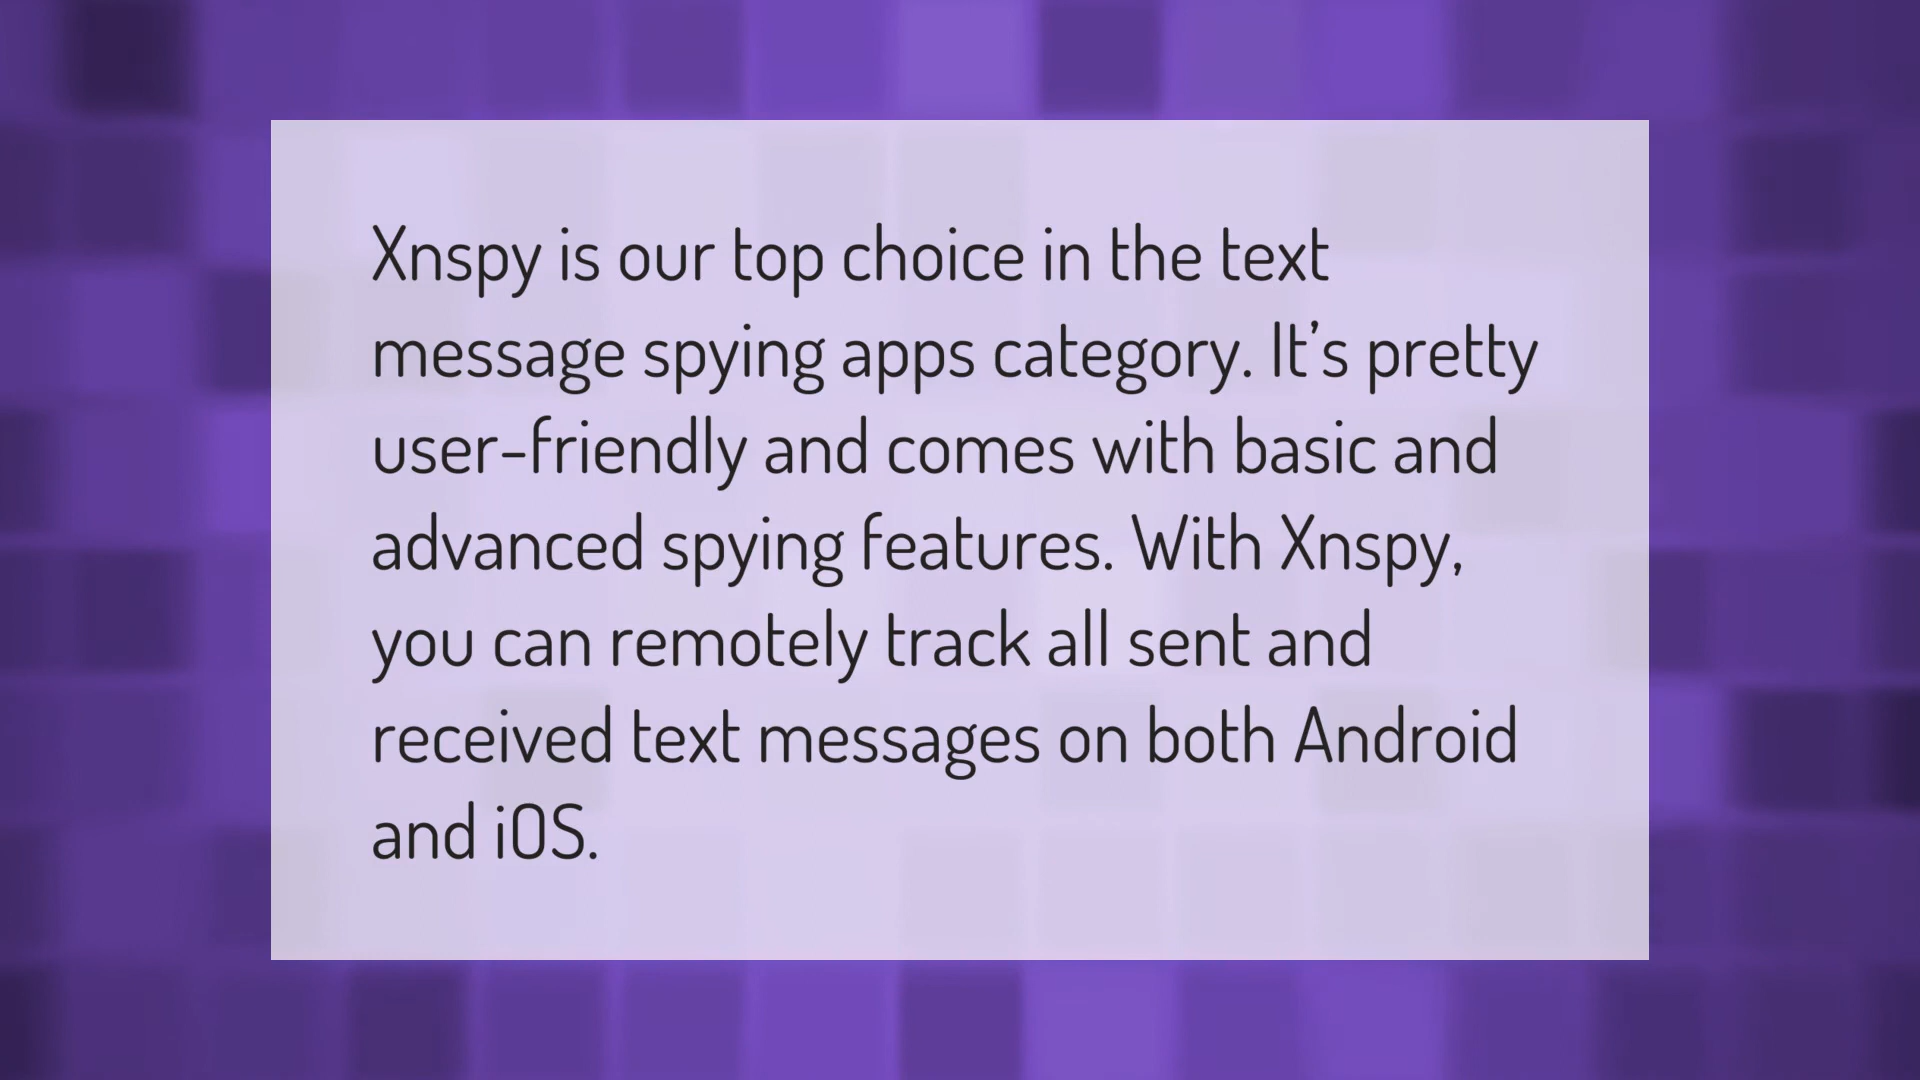 Xnspy is our top choice in the text
message spying apps category. It’s pretty
user-friendly and comes with basic and
advanced spying features. With Xnspy,
you can remotely track all sent and
received text messages on both Android
and iOS.